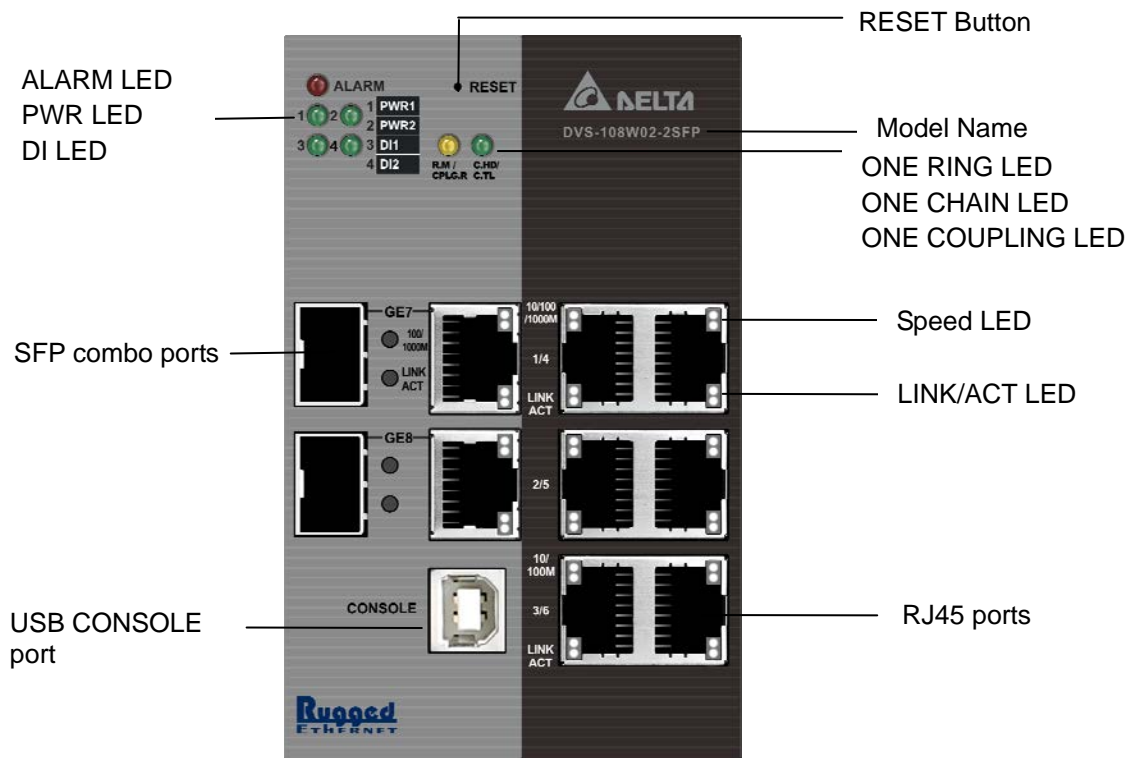 RESET Button
ALARM LED
PWR LED
DI LED
ALARM
RESET
1 2
3 4
1 PWR1
2 PWR2
3 DI1
4 DI2
R.M /
CPLG.R
C.HD/
C.TL
DELTA
DVS-108W02-2SFP
Model Name
ONE RING LED
ONE CHAIN LED
ONE COUPLING LED
SFP combo ports
GE7
100/
1000M
LINK
ACT
10/100
/1000M
1/4
LINK
ACT
Speed LED
LINK/ACT LED
GE8
2/5
USB CONSOLE
port
CONSOLE
10/
100M
3/6
LINK
ACT
RJ45 ports
Rugged
ETHERNET